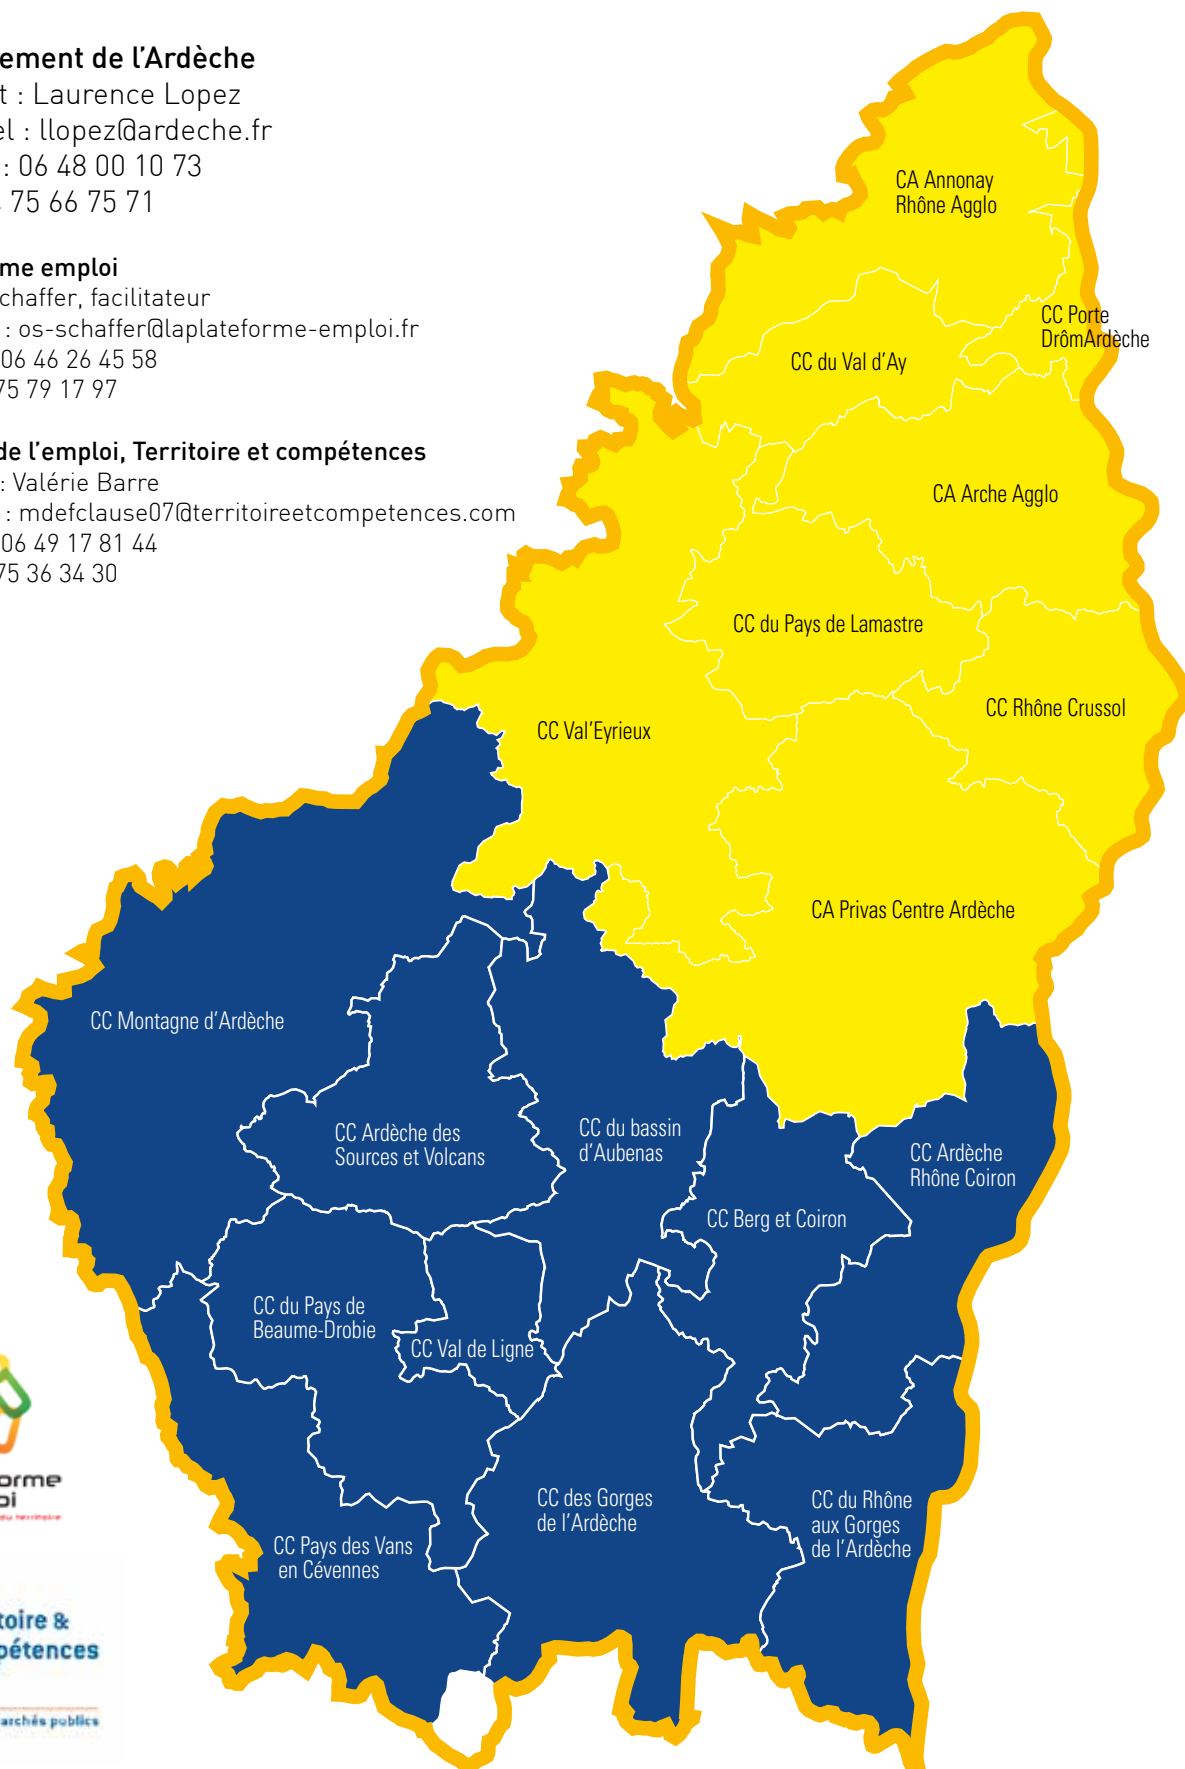 ement de l'Ardèche
t : Laurence Lopez
el : llopez@ardeche.fr
: 06 48 00 10 73
75 66 75 71
me emploi
chaffer, facilitateur
: os-schaffer@laplateforme-emploi.fr
06 46 26 45 58
75 79 17 97
de l'emploi, Territoire et compétences
: Valérie Barre
: mdefclause07@territoireetcompetences.com
06 49 17 81 44
75 36 34 30
CA Annonay
Rhône Agglo
CC Porte
DrômArdèche
CC du Val d'Ay
CA Arche Agglo
CC du Pays de Lamastre
CC Rhône Crussol
CC Val'Eyrieux
CA Privas Centre Ardèche
CC Montagne d'Ardèche
CC Ardèche des
Sources et Volcans
CC du bassin
d'Aubenas
CC Ardèche
Rhône Coiron
CC Berg et Coiron
CC du Pays de
Beaume-Drobie
CC Val de Ligne
CC des Gorges
de l'Ardèche
CC du Rhône
aux Gorges
de l'Ardèche
CC Pays des Vans
en Cévennes
orme
oi
du territoire
toire &
pétences
archés publics